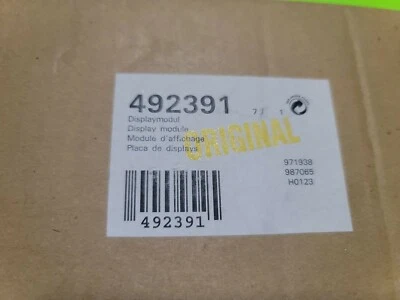 492391
Displaymodul
Display module
Module d'affichage
Placa de displays
ORIGINAL
971938
987065
H0123
492391